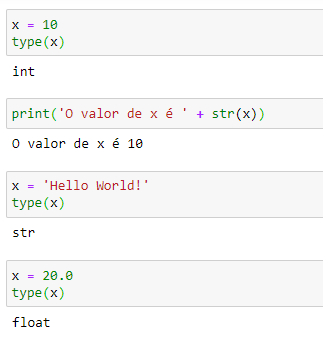 x = 10
type(x)
int
print('O valor de x é ' + str(x))
O valor de x é 10
x = 'Hello World!'
type(x)
str
x = 20.0
type(x)
float